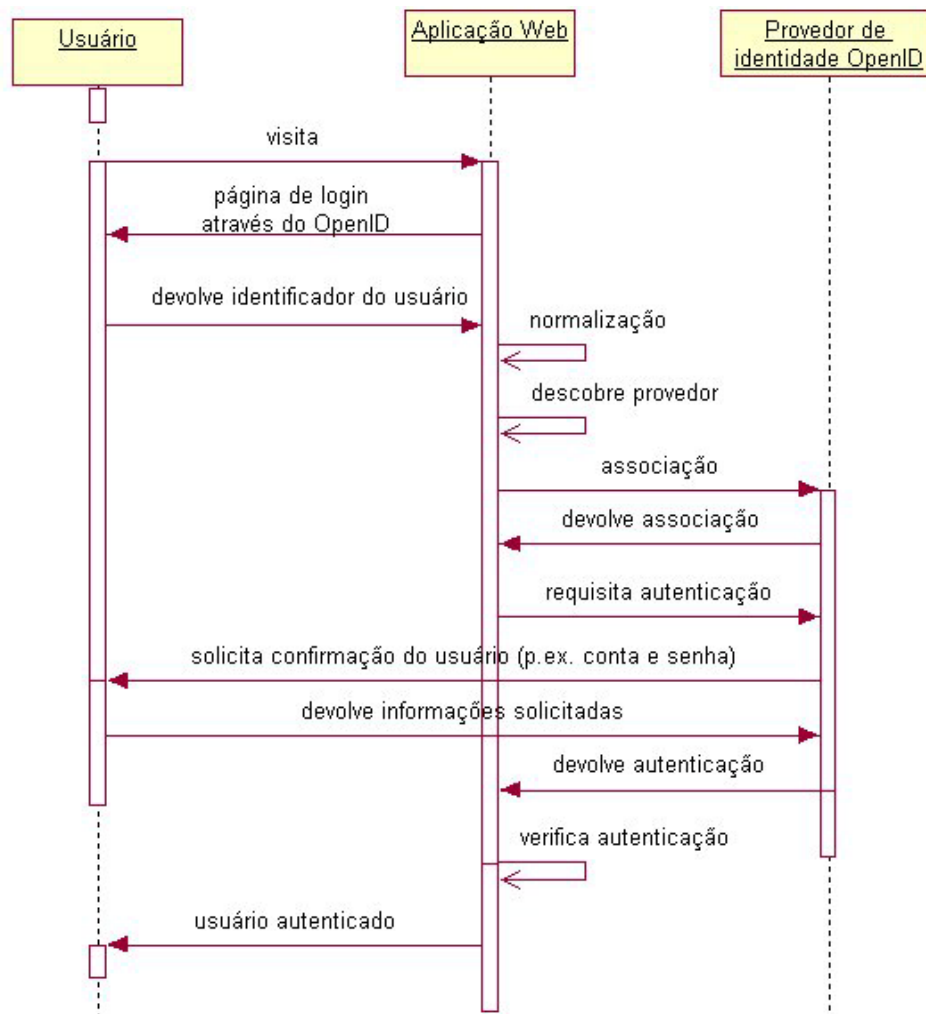 Usuário
Aplicação Web
Provedor de
identidade OpenID
visita
página de login
através do OpenID
devolve identificador do usuário
normalização
descobre provedor
associação
devolve associação
requisita autenticação
solicita confirmação do usuário (p.ex. conta e senha)
devolve informações solicitadas
devolve autenticação
verifica autenticação
usuário autenticado